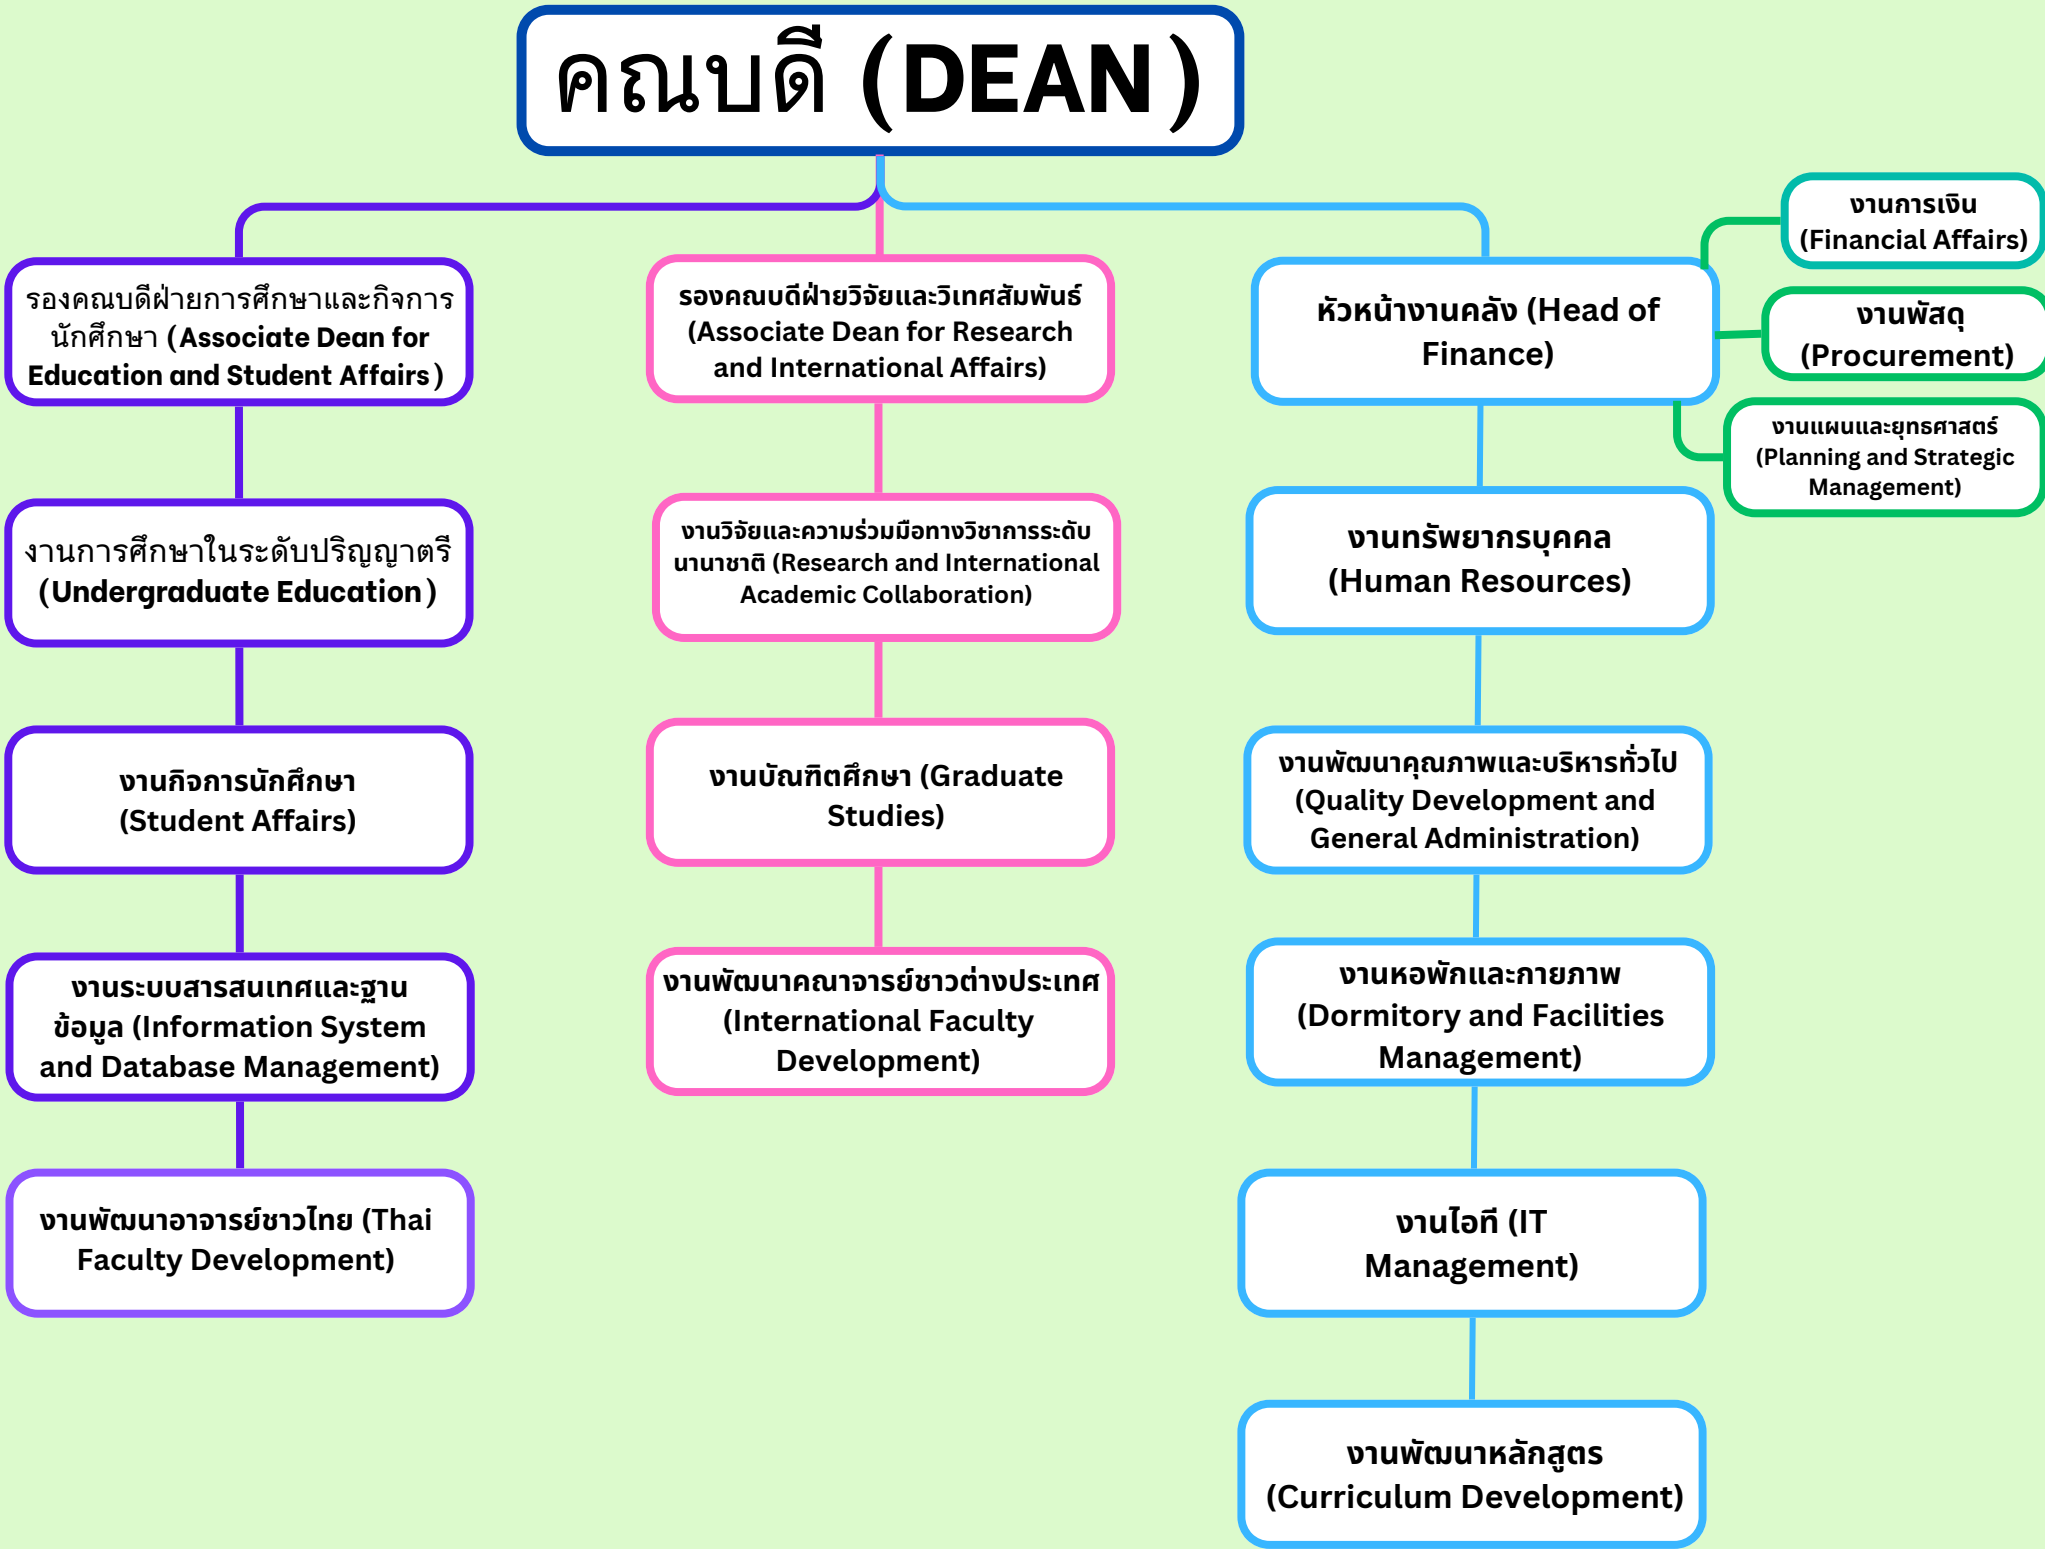 คณบดี (DEAN)
รองคณบดีฝ่ายการศึกษาและกิจการ
นักศึกษา (Associate Dean for
Education and Student Affairs)
งานการศึกษาในระดับปริญญาตรี
(Undergraduate Education)
งานกิจการนักศึกษา
(Student Affairs)
งานระบบสารสนเทศและฐาน
ข้อมูล (Information System
and Database Management)
งานพัฒนาอาจารย์ชาวไทย (Thai
Faculty Development)
รองคณบดีฝ่ายวิจัยและวิเทศสัมพันธ์
(Associate Dean for Research
and International Affairs)
งานวิจัยและความร่วมมือทางวิชาการระดับ
นานาชาติ (Research and International
Academic Collaboration)
งานบัณฑิตศึกษา (Graduate
Studies)
งานพัฒนาคณาจารย์ชาวต่างประเทศ
(International Faculty
Development)
หัวหน้างานคลัง (Head of
Finance)
งานการเงิน
(Financial Affairs)
งานพัสดุ
(Procurement)
งานแผนและยุทธศาสตร์
(Planning and Strategic
Management)
งานทรัพยากรบุคคล
(Human Resources)
งานพัฒนาคุณภาพและบริหารทั่วไป
(Quality Development and
General Administration)
งานหอพักและกายภาพ
(Dormitory and Facilities
Management)
งานไอที (IT
Management)
งานพัฒนาหลักสูตร
(Curriculum Development)